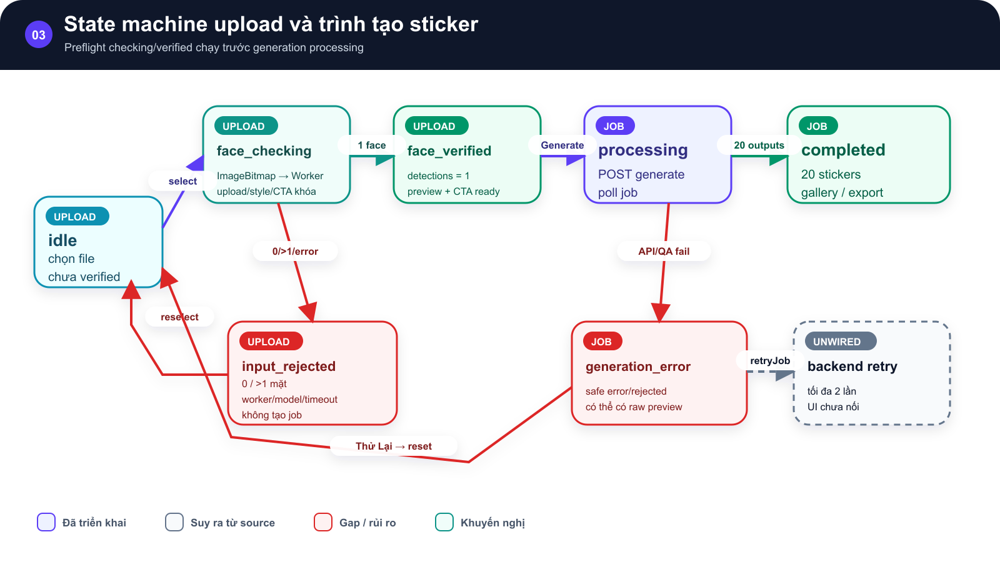 03
State machine upload và trình tạo sticker
Preflight checking/verified chạy trước generation processing
UPLOAD
face_checking
ImageBitmap → Worker
upload/style/CTA khóa
1 face
UPLOAD
face_verified
detections = 1
preview + CTA ready
Generate
JOB
processing
POST generate
poll job
20 outputs
JOB
completed
20 stickers
gallery / export
select
UPLOAD
idle
chọn file
chưa verified
0/>1/error
API/QA fail
reselect
UPLOAD
input_rejected
0 / >1 mặt
worker/model/timeout
không tạo job
JOB
generation_error
safe error/rejected
có thể có raw preview
retryJob
UNWIRED
backend retry
tối đa 2 lần
UI chưa nối
Thử Lại → reset
Đã triển khai
Suy ra từ source
Gap / rủi ro
Khuyến nghị